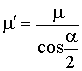 μ' = μ / cos α/2